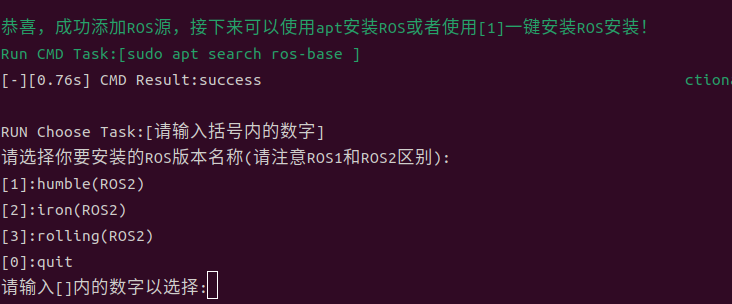 恭喜，成功添加ROS源，接下来可以使用apt安装ROS或者使用[1]一键安装ROS安装!
Run CMD Task:[sudo apt search ros-base ]
[-][0.76s] CMD Result:success ctiona
RUN Choose Task:[请输入括号内的数字]
请选择你要安装的ROS版本名称(请注意ROS1和ROS2区别):
[1]:humble(ROS2)
[2]:iron(ROS2)
[3]:rolling(ROS2)
[0]:quit
请输入[]内的数字以选择: